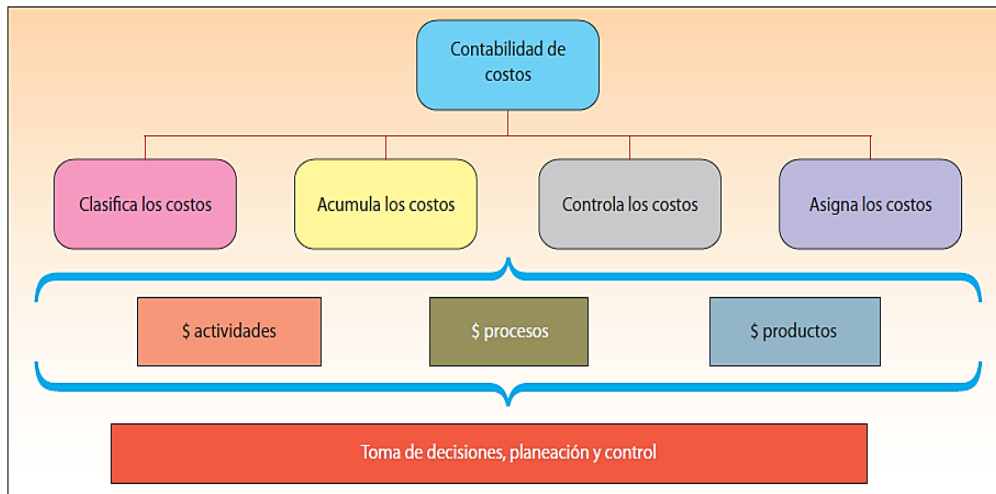 Contabilidad de
costos
Clasifica los costos
Acumula los costos
Controla los costos
Asigna los costos
$ actividades
$ procesos
$ productos
Toma de decisiones, planeación y control